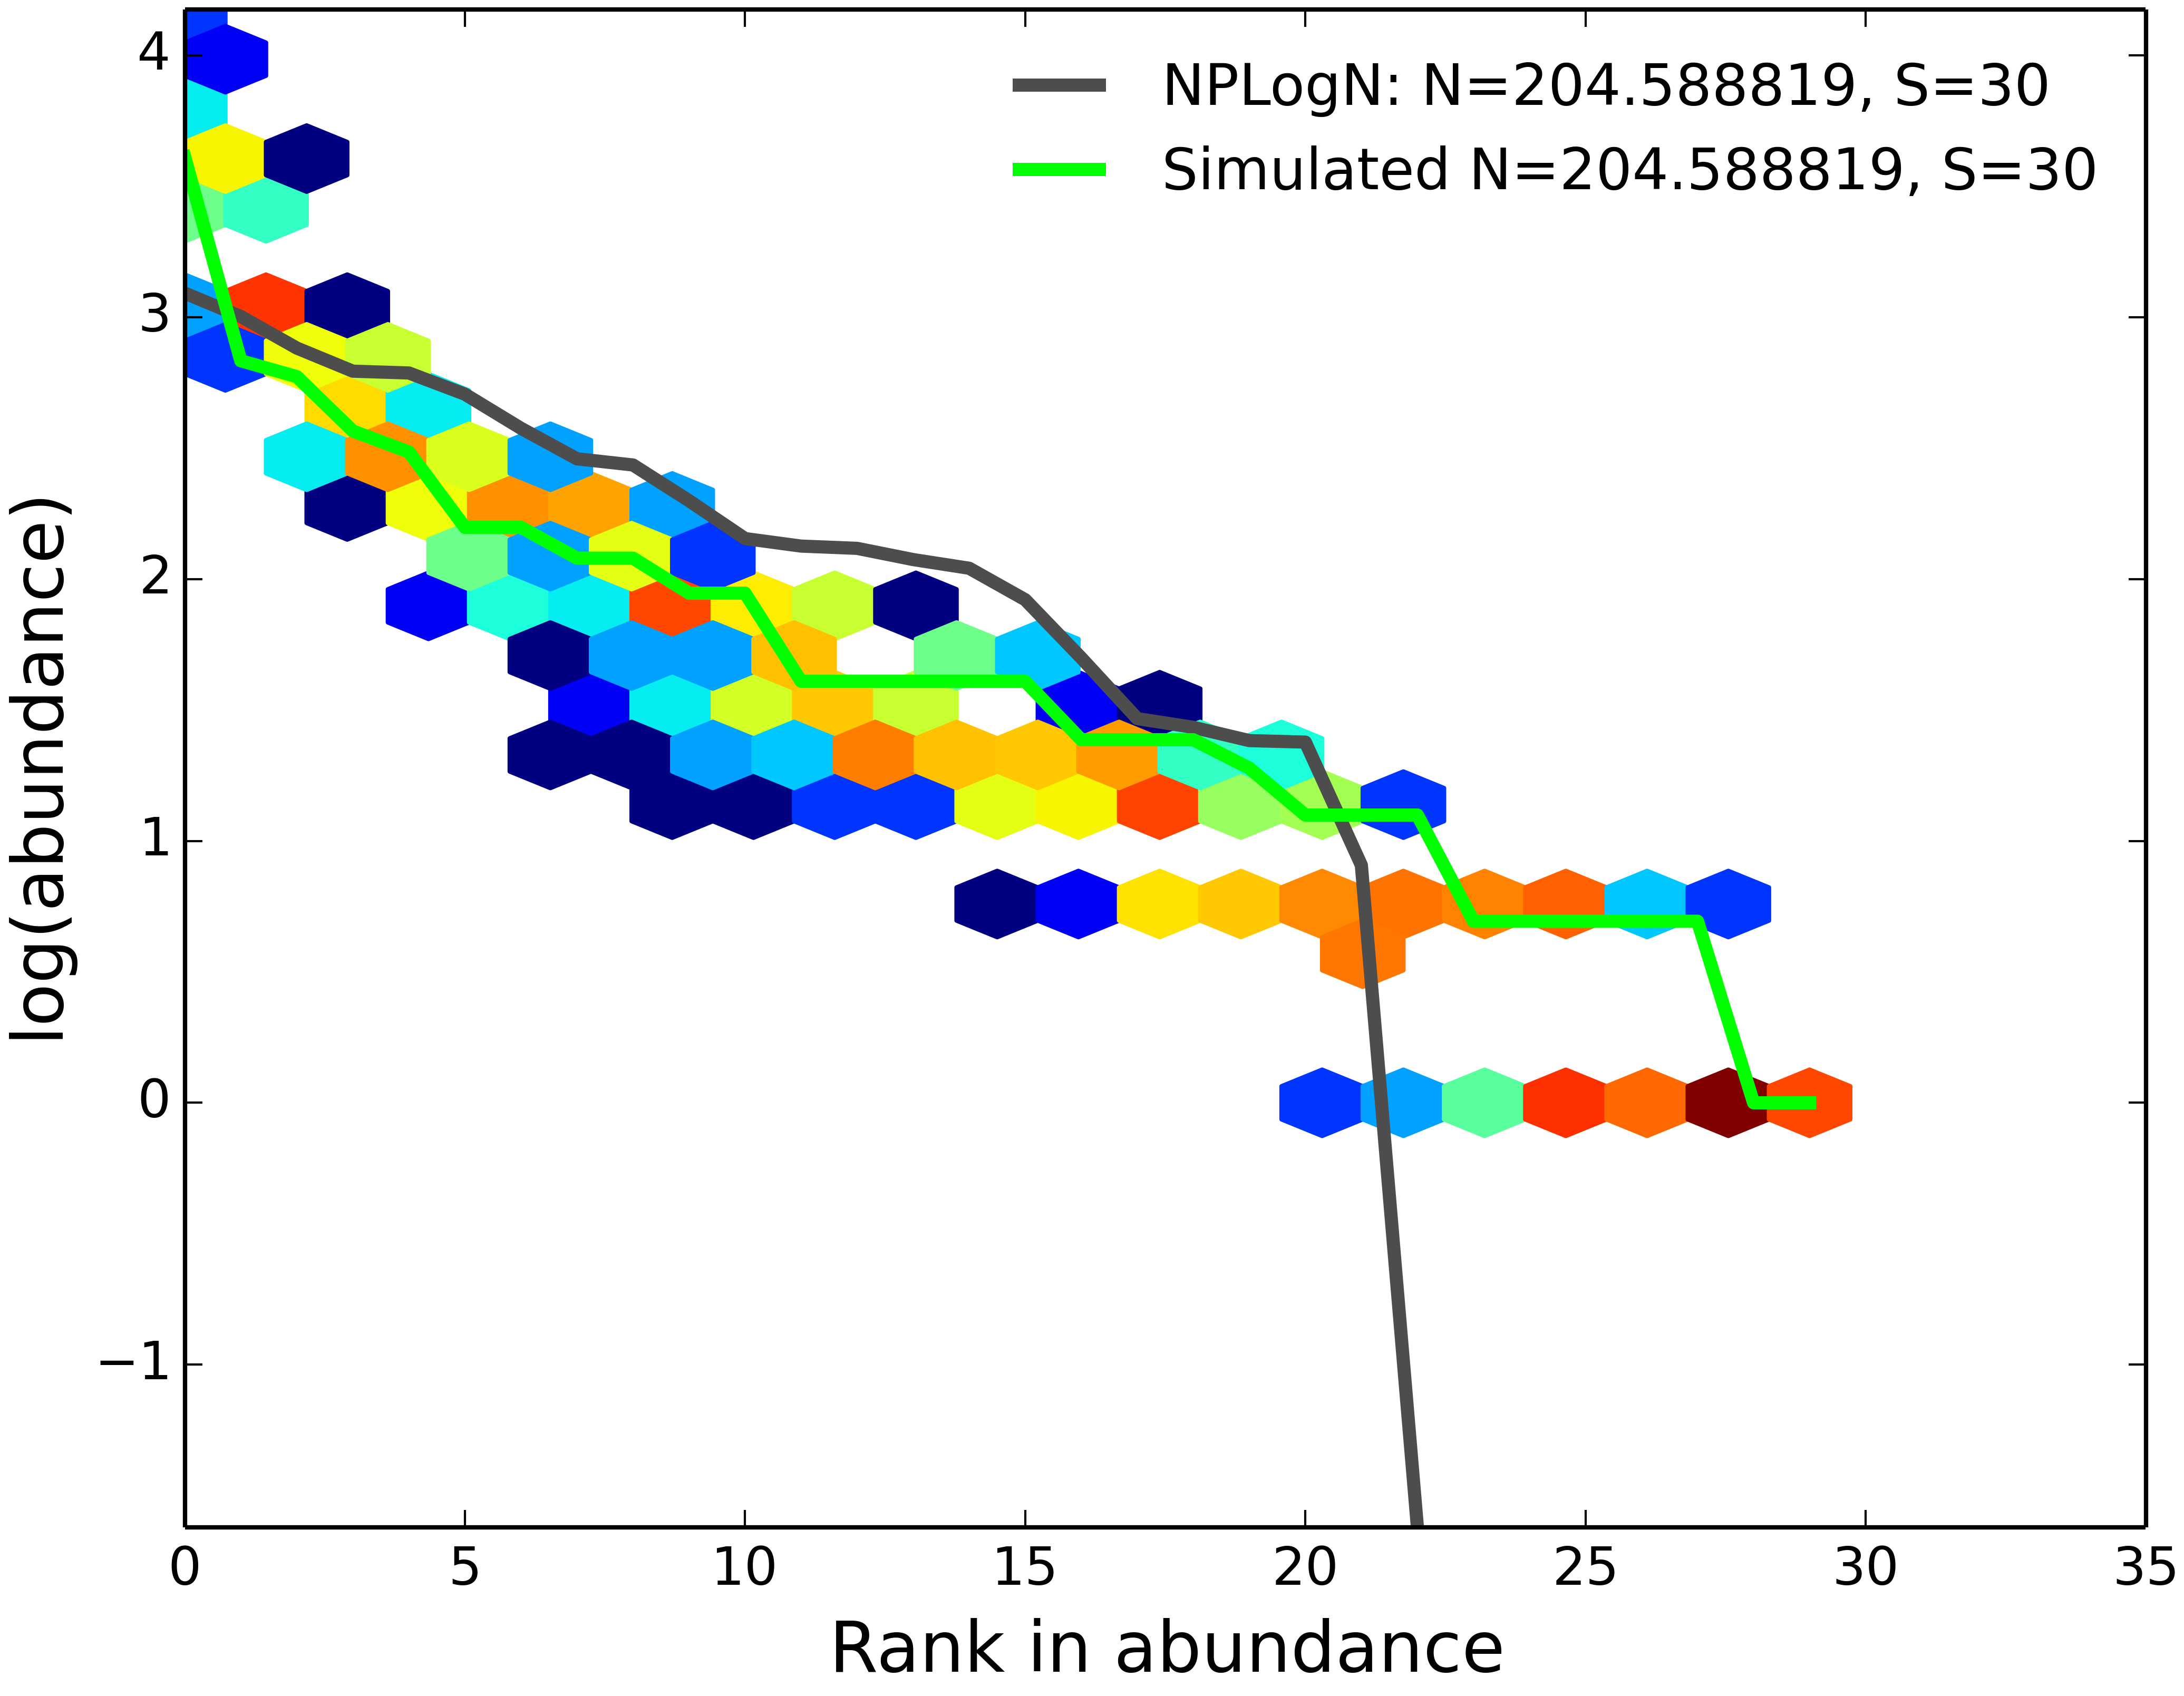 NPLogN: N=204.588819, S=30
Simulated N=204.588819, S=30
4
3
2
1
0
−1
log(abundance)
0 5 10 15 20 25 30 35
Rank in abundance